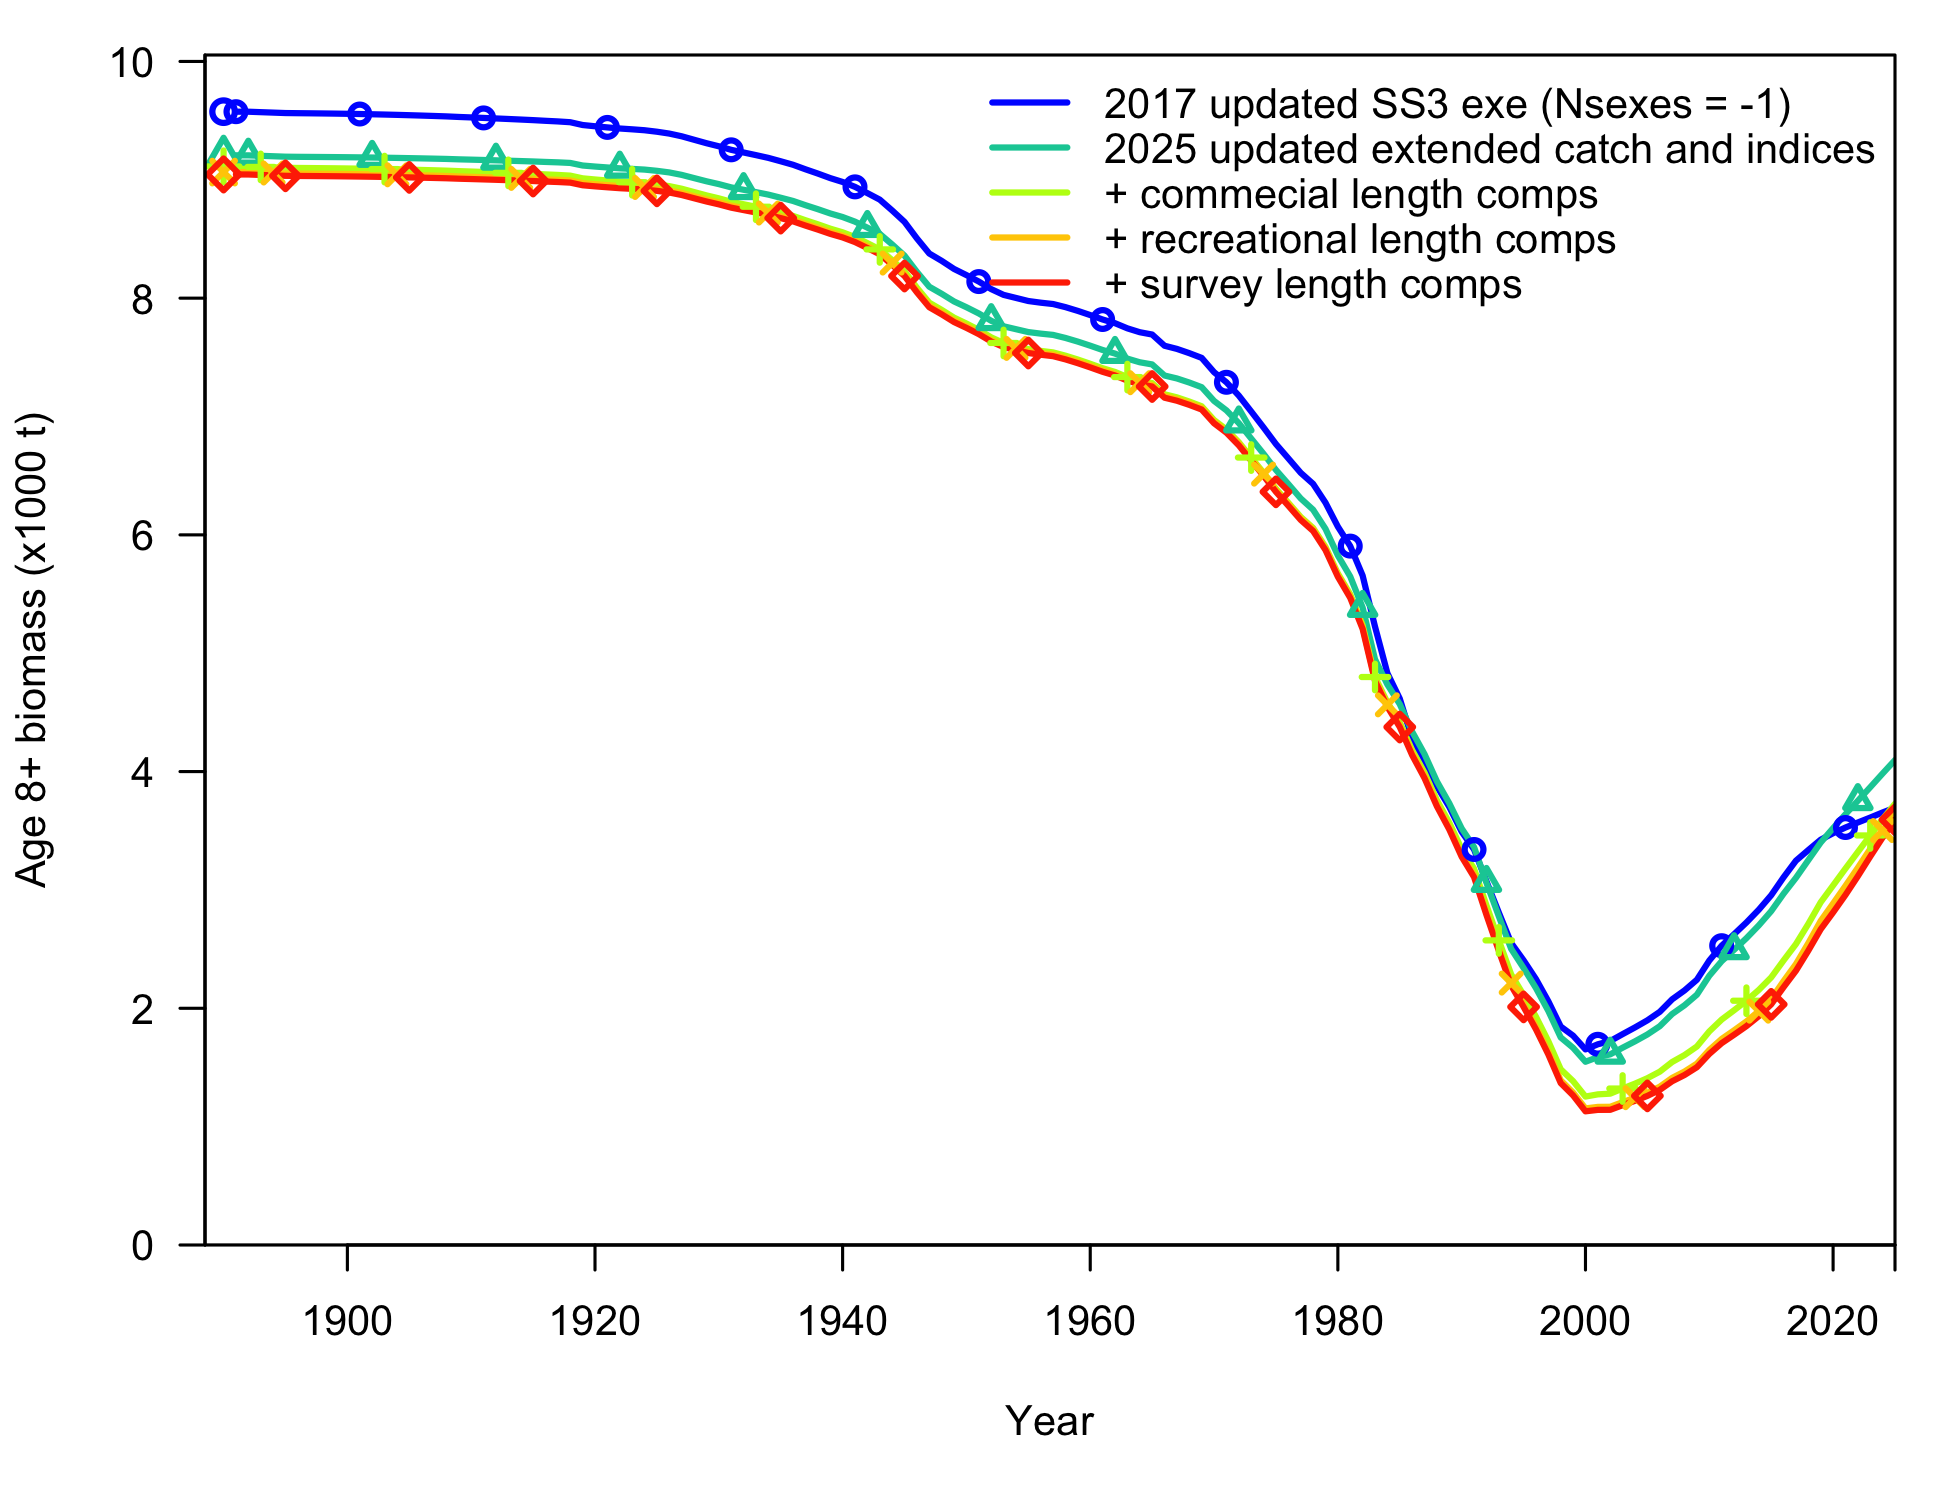 10
8
6
4
2
0
Age 8+ biomass (x1000 t)
2017 updated SS3 exe (Nsexes = -1)
2025 updated extended catch and indices
+ commecial length comps
+ recreational length comps
+ survey length comps
1900 1920 1940 1960 1980 2000 2020
Year